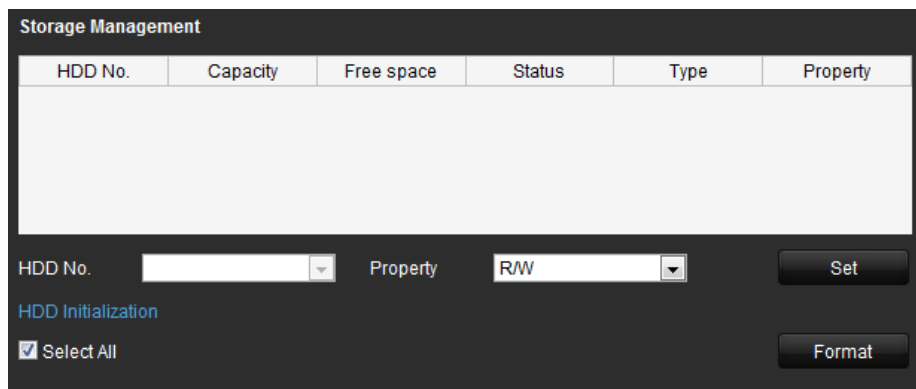 Storage Management
HDD No. Capacity Free space Status Type Property
HDD No. Property R/W Set
HDD Initialization
Select All Format